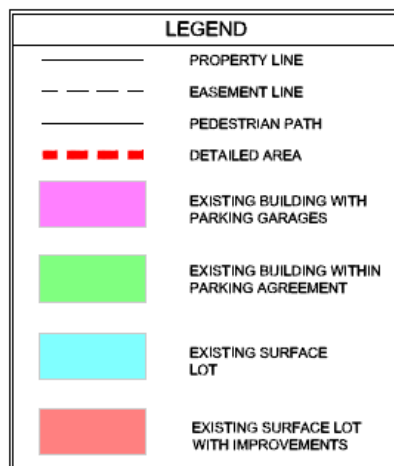 LEGEND
PROPERTY LINE
EASEMENT LINE
PEDESTRIAN PATH
DETAILED AREA
EXISTING BUILDING WITH
PARKING GARAGES
EXISTING BUILDING WITHIN
PARKING AGREEMENT
EXISTING SURFACE
LOT
EXISTING SURFACE LOT
WITH IMPROVEMENTS